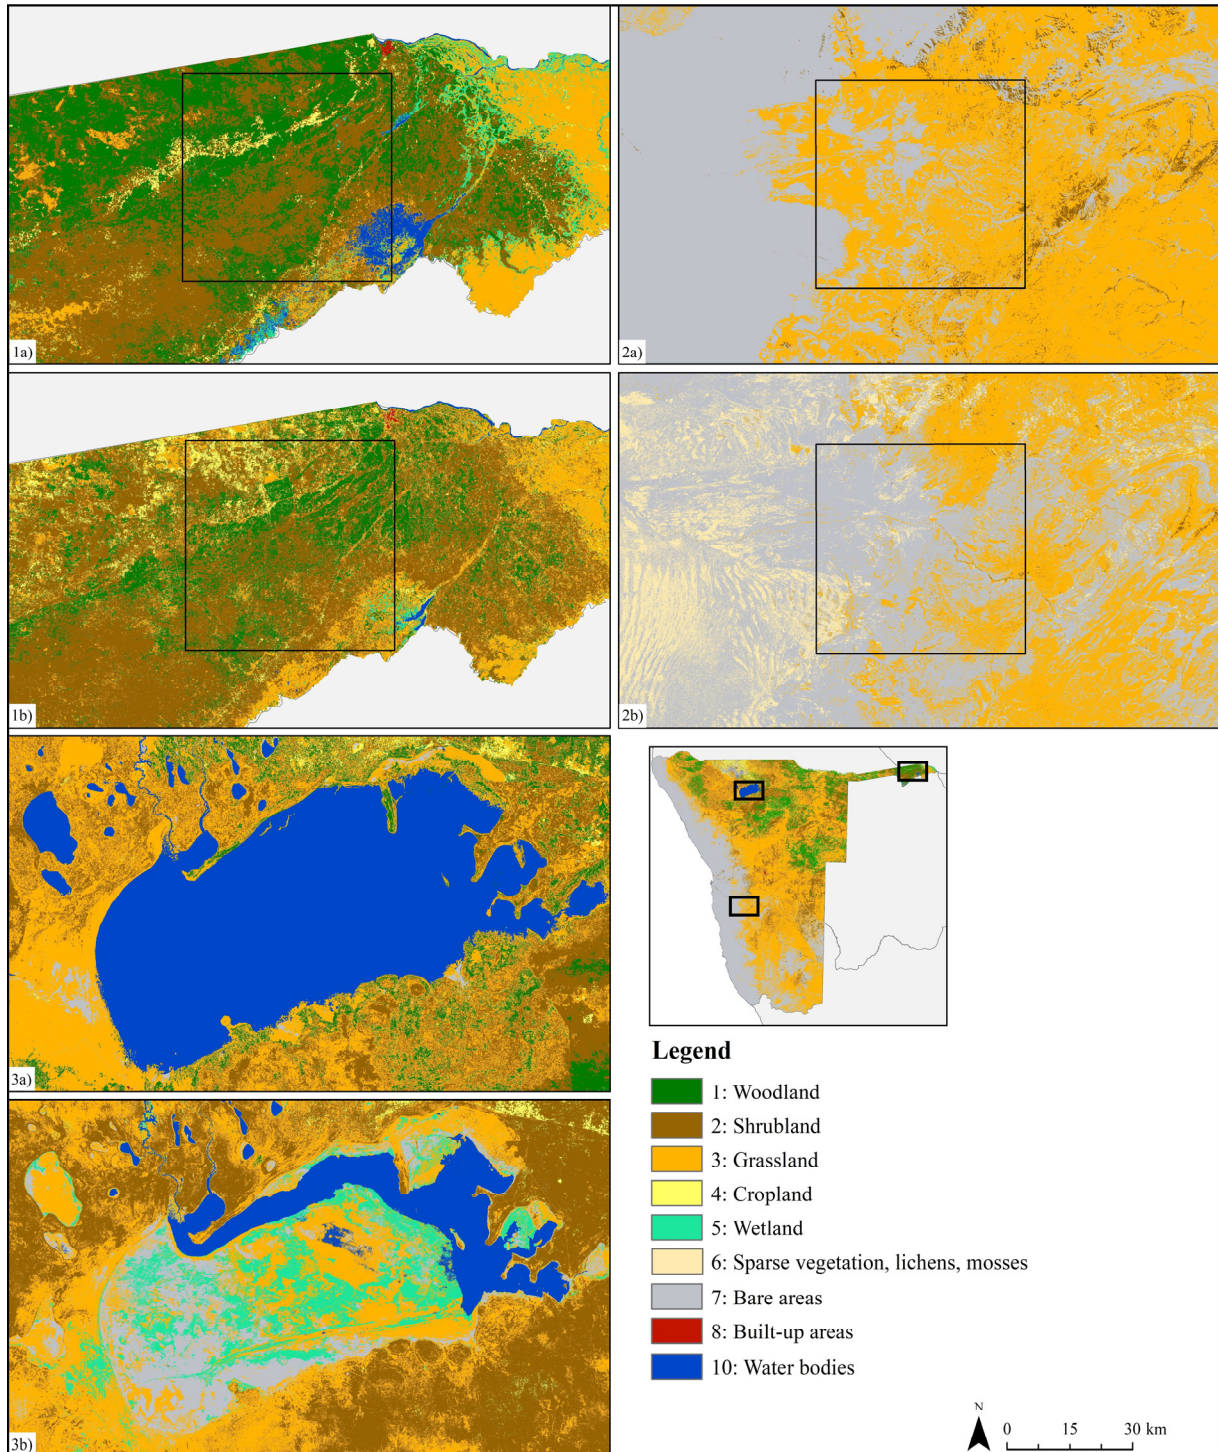 1a)
2a)
1b)
2b)
3a)
3b)
Legend
1: Woodland
2: Shrubland
3: Grassland
4: Cropland
5: Wetland
6: Sparse vegetation, lichens, mosses
7: Bare areas
8: Built-up areas
10: Water bodies
N
0 15 30 km